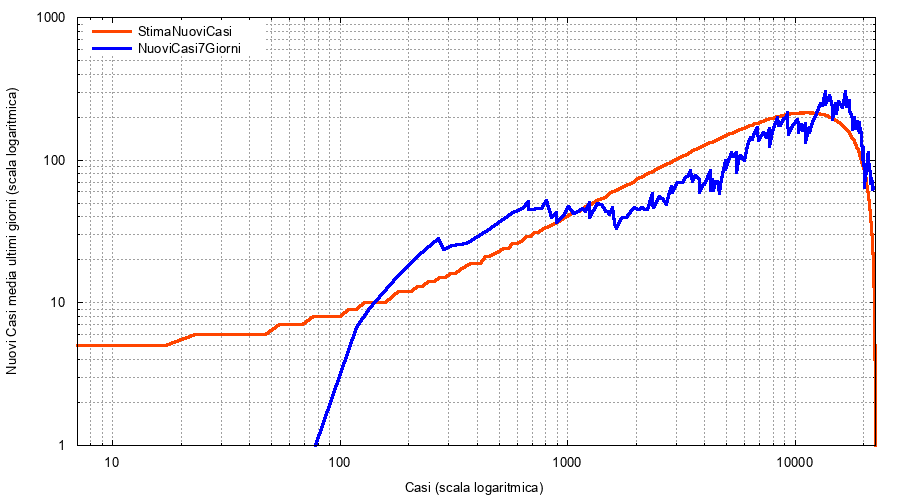 1000
StimaNuoviCasi
NuoviCasi7Giorni
Nuovi Casi media ultimi giorni (scala logaritmica)
100
10
1
10
100
1000
10000
Casi (scala logaritmica)